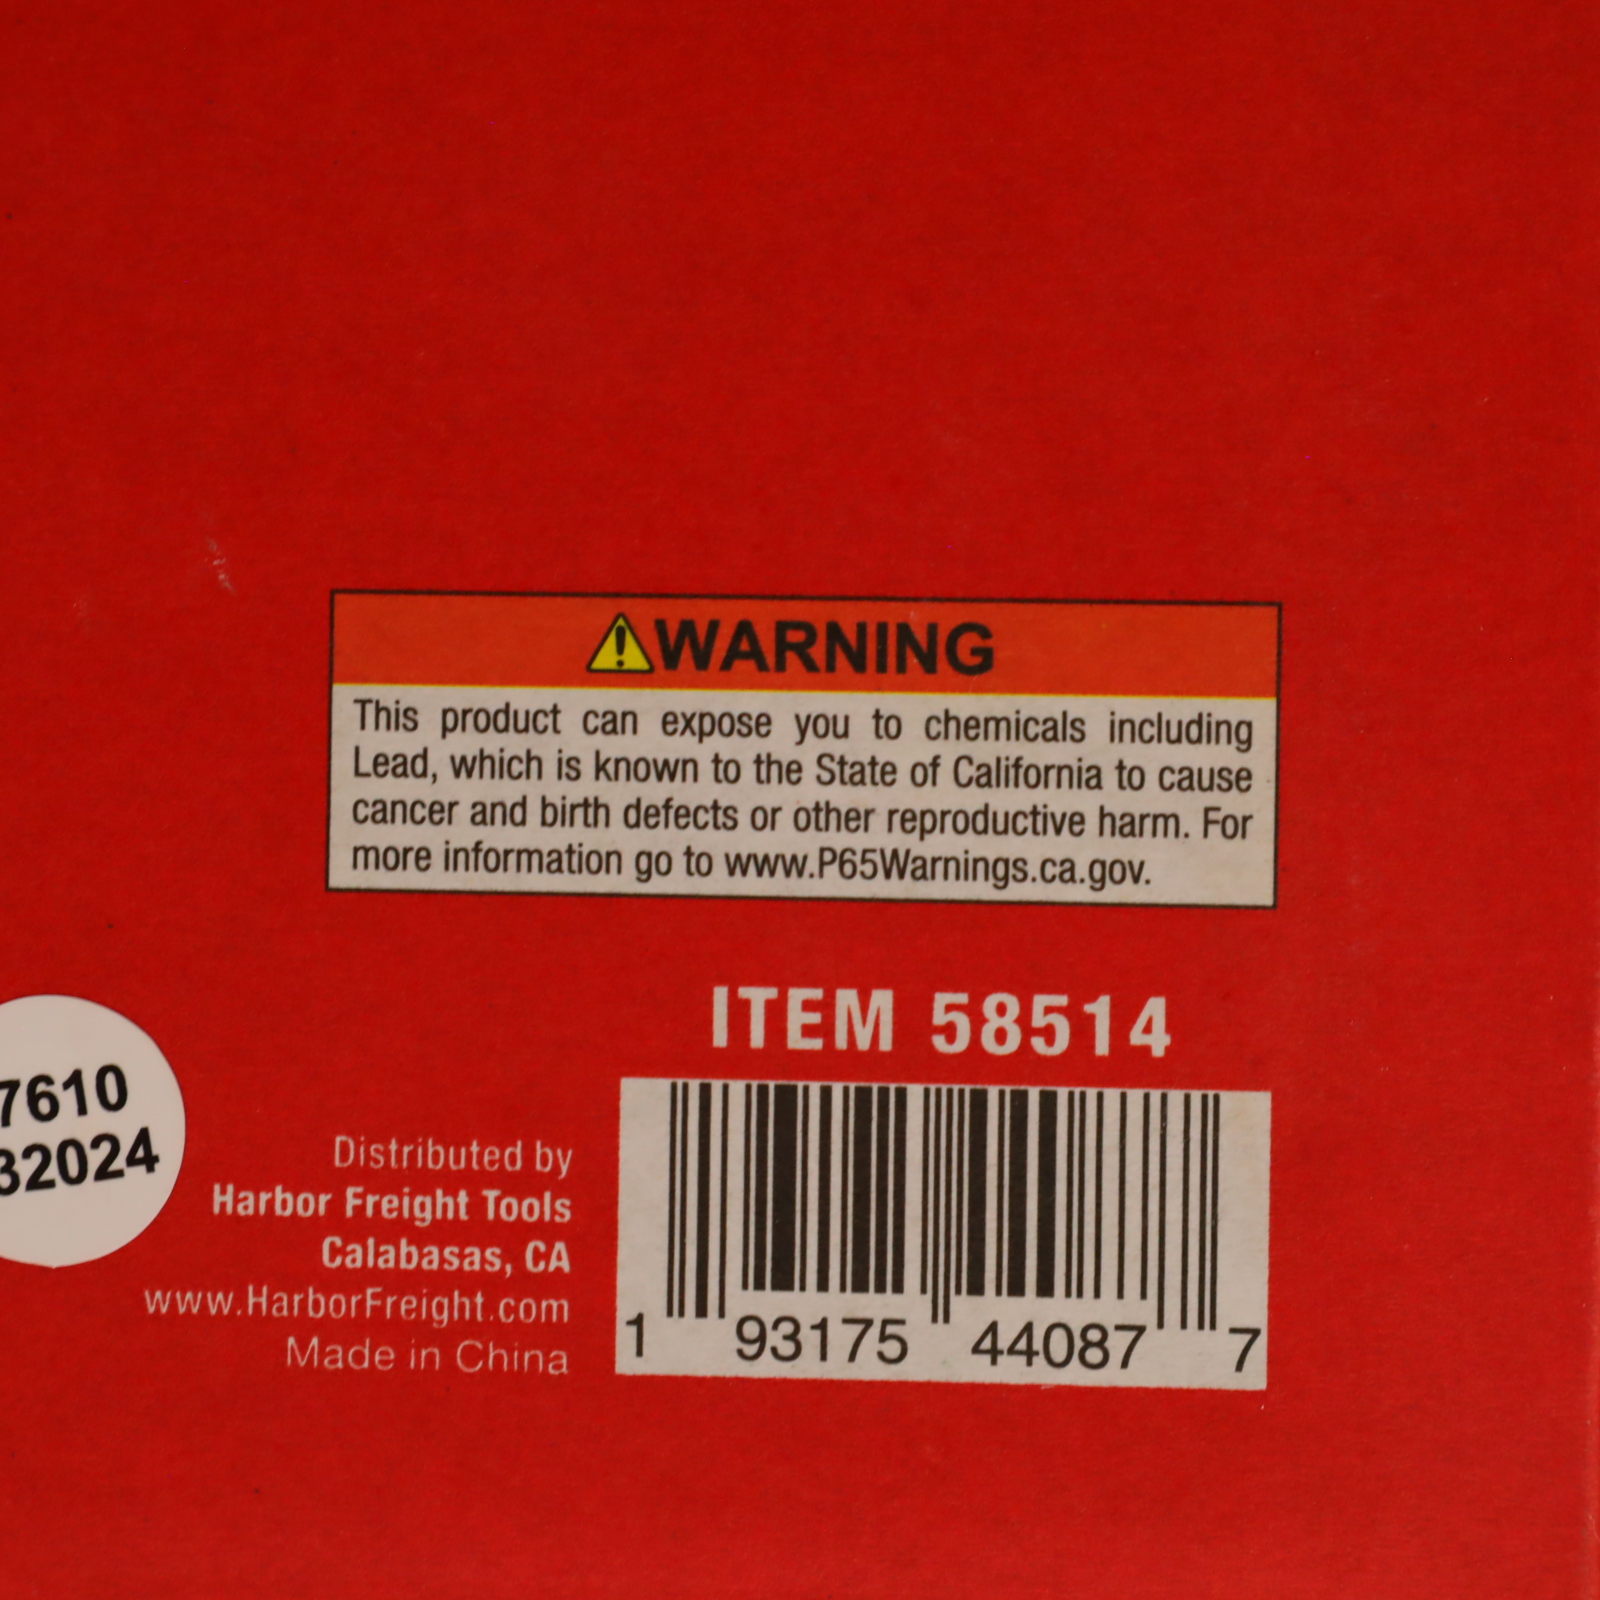 WARNING
This product can expose you to chemicals including
Lead, which is known to the State of California to cause
cancer and birth defects or other reproductive harm. For
more information go to www.P65Warnings.ca.gov.
ITEM 58514
7610
32024
Distributed by
Harbor Freight Tools
Calabasas, CA
www.HarborFreight.com
Made in China
1 93175 44087 7